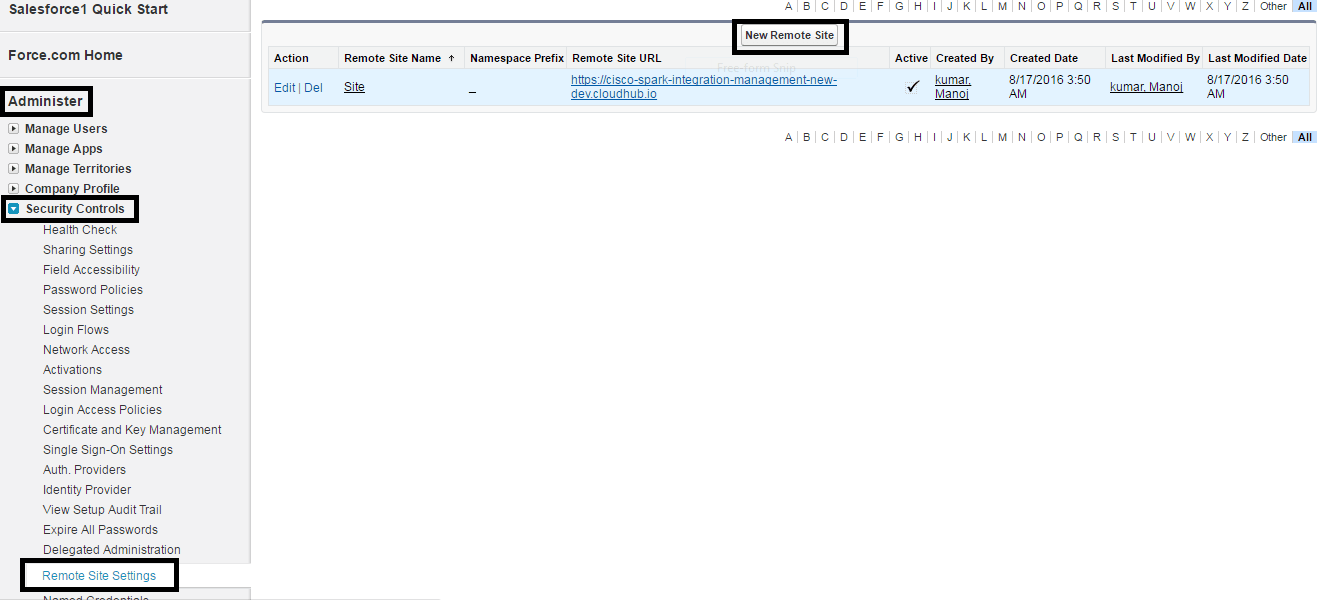 Salesforce1 Quick Start
Force.com Home
Administer
Manage Users
Manage Apps
Manage Territories
Company Profile
Security Controls
Health Check
Sharing Settings
Field Accessibility
Password Policies
Session Settings
Login Flows
Network Access
Activations
Session Management
Login Access Policies
Certificate and Key Management
Single Sign-On Settings
Auth. Providers
Identity Provider
View Setup Audit Trail
Expire All Passwords
Delegated Administration
Remote Site Settings
Named Credentials
A | B | C | D | E | F | G | H | I | J | K | L | M | N | O | P | Q | R | S | T | U | V | W | X | Y | Z | Other | All
New Remote Site
Free-form Snip
Action Remote Site Name ↑ Namespace Prefix Remote Site URL Active Created By Created Date Last Modified By Last Modified Date
Edit | Del Site _ https://cisco-spark-integration-management-new- ✓ kumar, 8/17/2016 3:50 kumar, Manoj 8/17/2016 3:50
dev.cloudhub.io Manoj AM AM
A | B | C | D | E | F | G | H | I | J | K | L | M | N | O | P | Q | R | S | T | U | V | W | X | Y | Z | Other | All